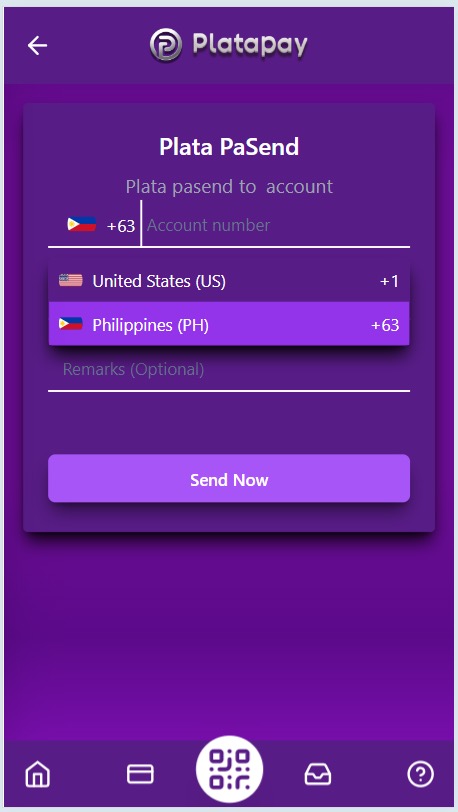 Platapay
Plata PaSend
Plata pasend to account
+63 Account number
United States (US) +1
Philippines (PH) +63
Remarks (Optional)
Send Now